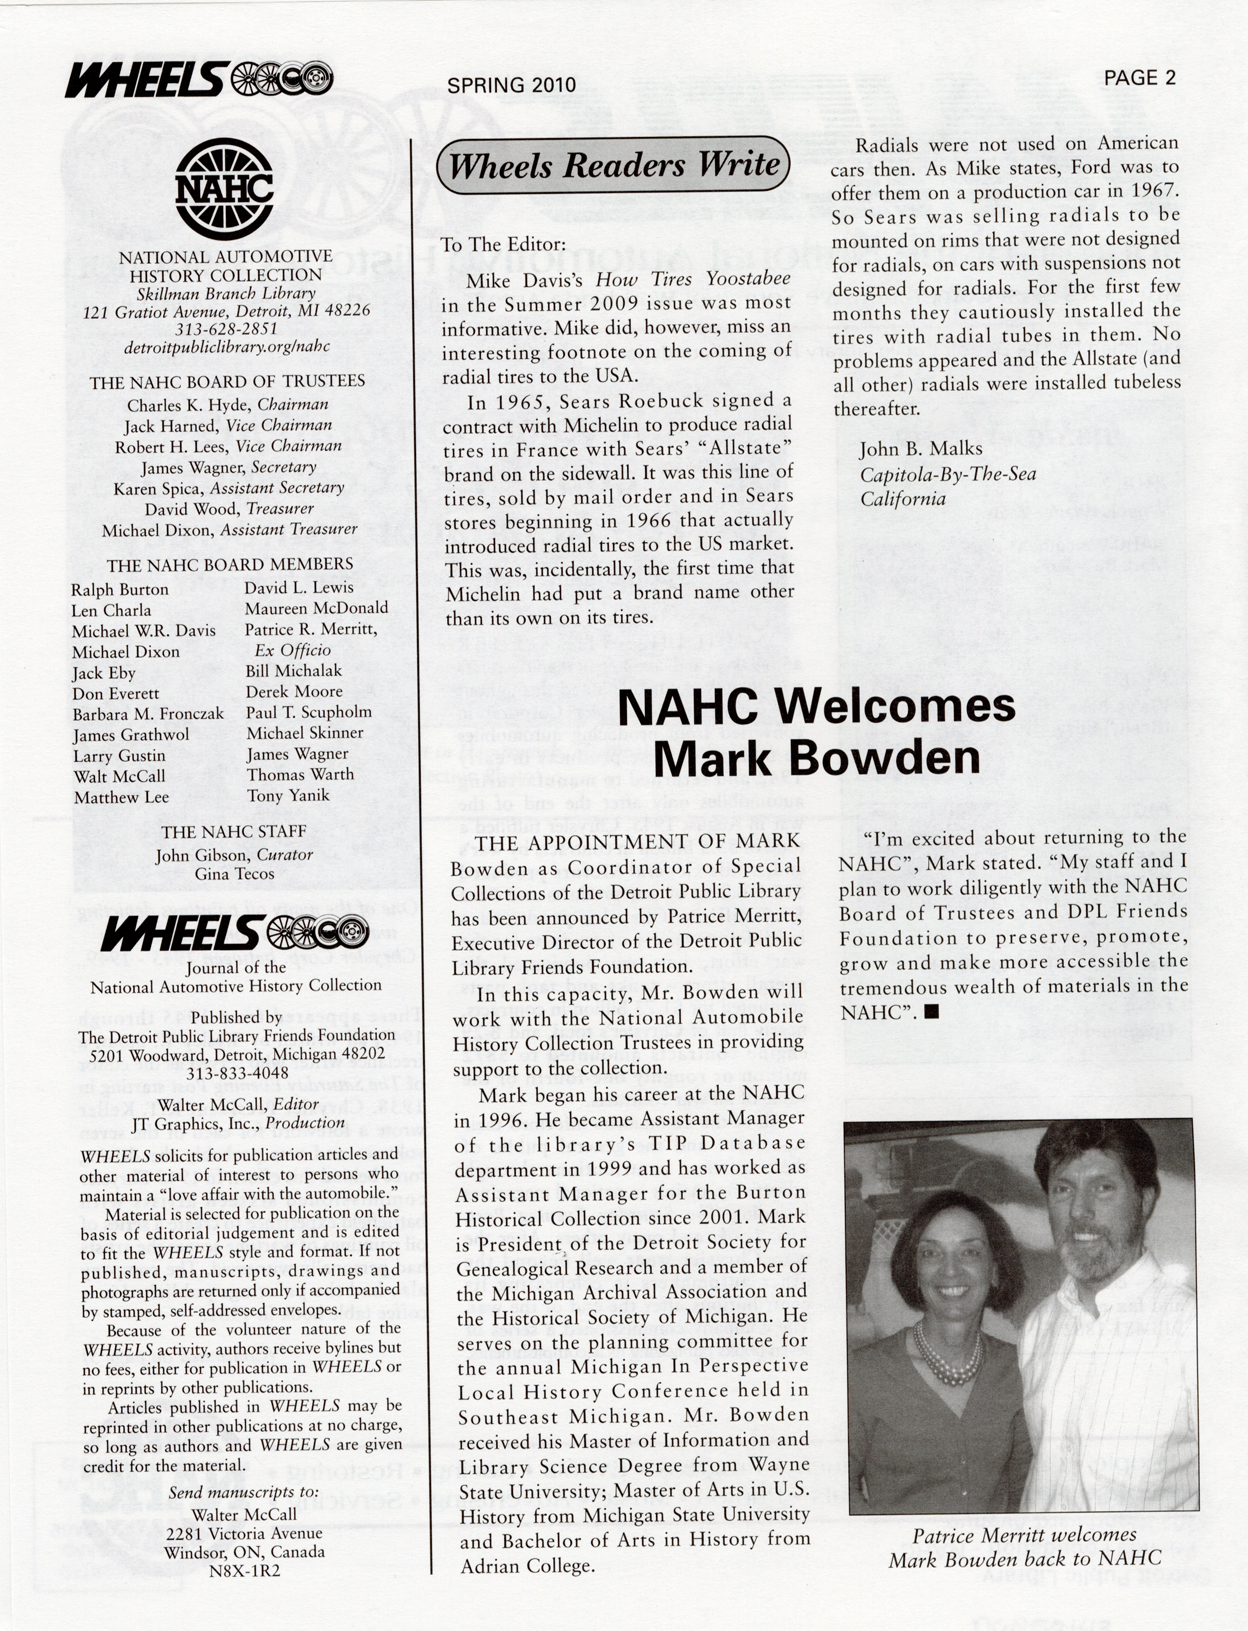 WHEELS
SPRING 2010
PAGE 2
NAHC
NATIONAL AUTOMOTIVE
HISTORY COLLECTION
Skillman Branch Library
121 Gratiot Avenue, Detroit, MI 48226
313-628-2851
detroitpubliclibrary.org/nahc
THE NAHC BOARD OF TRUSTEES
Charles K. Hyde, Chairman
Jack Harned, Vice Chairman
Robert H. Lees, Vice Chairman
James Wagner, Secretary
Karen Spica, Assistant Secretary
David Wood, Treasurer
Michael Dixon, Assistant Treasurer
THE NAHC BOARD MEMBERS
Ralph Burton
Len Charla
Michael W.R. Davis
Michael Dixon
Jack Eby
Don Everett
Barbara M. Fronczak
James Grathwol
Larry Gustin
Walt McCall
Matthew Lee
David L. Lewis
Maureen McDonald
Patrice R. Merritt,
Ex Officio
Bill Michalak
Derek Moore
Paul T. Scupholm
Michael Skinner
James Wagner
Thomas Warth
Tony Yanik
THE NAHC STAFF
John Gibson, Curator
Gina Tecos
WHEELS
Journal of the
National Automotive History Collection
Published by
The Detroit Public Library Friends Foundation
5201 Woodward, Detroit, Michigan 48202
313-833-4048
Walter McCall, Editor
JT Graphics, Inc., Production
WHEELS solicits for publication articles and
other material of interest to persons who
maintain a “love affair with the automobile.”
Material is selected for publication on the
basis of editorial judgement and is edited
to fit the WHEELS style and format. If not
published, manuscripts, drawings and
photographs are returned only if accompanied
by stamped, self-addressed envelopes.
Because of the volunteer nature of the
WHEELS activity, authors receive bylines but
no fees, either for publication in WHEELS or
in reprints by other publications.
Articles published in WHEELS may be
reprinted in other publications at no charge,
so long as authors and WHEELS are given
credit for the material.
Send manuscripts to:
Walter McCall
2281 Victoria Avenue
Windsor, ON, Canada
N8X-1R2
Wheels Readers Write
To The Editor:
Mike Davis’s How Tires Yoostabee
in the Summer 2009 issue was most
informative. Mike did, however, miss an
interesting footnote on the coming of
radial tires to the USA.
In 1965, Sears Roebuck signed a
contract with Michelin to produce radial
tires in France with Sears’ “Allstate”
brand on the sidewall. It was this line of
tires, sold by mail order and in Sears
stores beginning in 1966 that actually
introduced radial tires to the US market.
This was, incidentally, the first time that
Michelin had put a brand name other
than its own on its tires.
Radials were not used on American
cars then. As Mike states, Ford was to
offer them on a production car in 1967.
So Sears was selling radials to be
mounted on rims that were not designed
for radials, on cars with suspensions not
designed for radials. For the first few
months they cautiously installed the
tires with radial tubes in them. No
problems appeared and the Allstate (and
all other) radials were installed tubeless
thereafter.
John B. Malks
Capitola-By-The-Sea
California
NAHC Welcomes
Mark Bowden
THE APPOINTMENT OF MARK
Bowden as Coordinator of Special
Collections of the Detroit Public Library
has been announced by Patrice Merritt,
Executive Director of the Detroit Public
Library Friends Foundation.
In this capacity, Mr. Bowden will
work with the National Automobile
History Collection Trustees in providing
support to the collection.
Mark began his career at the NAHC
in 1996. He became Assistant Manager
of the library’s TIP Database
department in 1999 and has worked as
Assistant Manager for the Burton
Historical Collection since 2001. Mark
is President of the Detroit Society for
Genealogical Research and a member of
the Michigan Archival Association and
the Historical Society of Michigan. He
serves on the planning committee for
the annual Michigan In Perspective
Local History Conference held in
Southeast Michigan. Mr. Bowden
received his Master of Information and
Library Science Degree from Wayne
State University; Master of Arts in U.S.
History from Michigan State University
and Bachelor of Arts in History from
Adrian College.
“I’m excited about returning to the
NAHC”, Mark stated. “My staff and I
plan to work diligently with the NAHC
Board of Trustees and DPL Friends
Foundation to preserve, promote,
grow and make more accessible the
tremendous wealth of materials in the
NAHC”. ■
Patrice Merritt welcomes
Mark Bowden back to NAHC